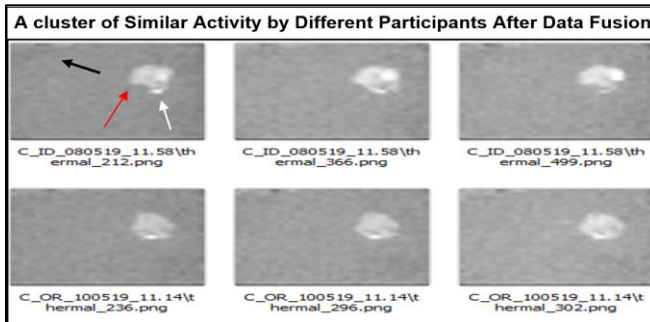 A cluster of Similar Activity by Different Participants After Data Fusion
C_ID_080519_11.58\th
ermal_212.png
C_ID_080519_11.58\th
ermal_366.png
C_ID_080519_11.58\th
ermal_499.png
C_OR_100519_11.14\t
hermal_236.png
C_OR_100519_11.14\t
hermal_296.png
C_OR_100519_11.14\t
hermal_302.png